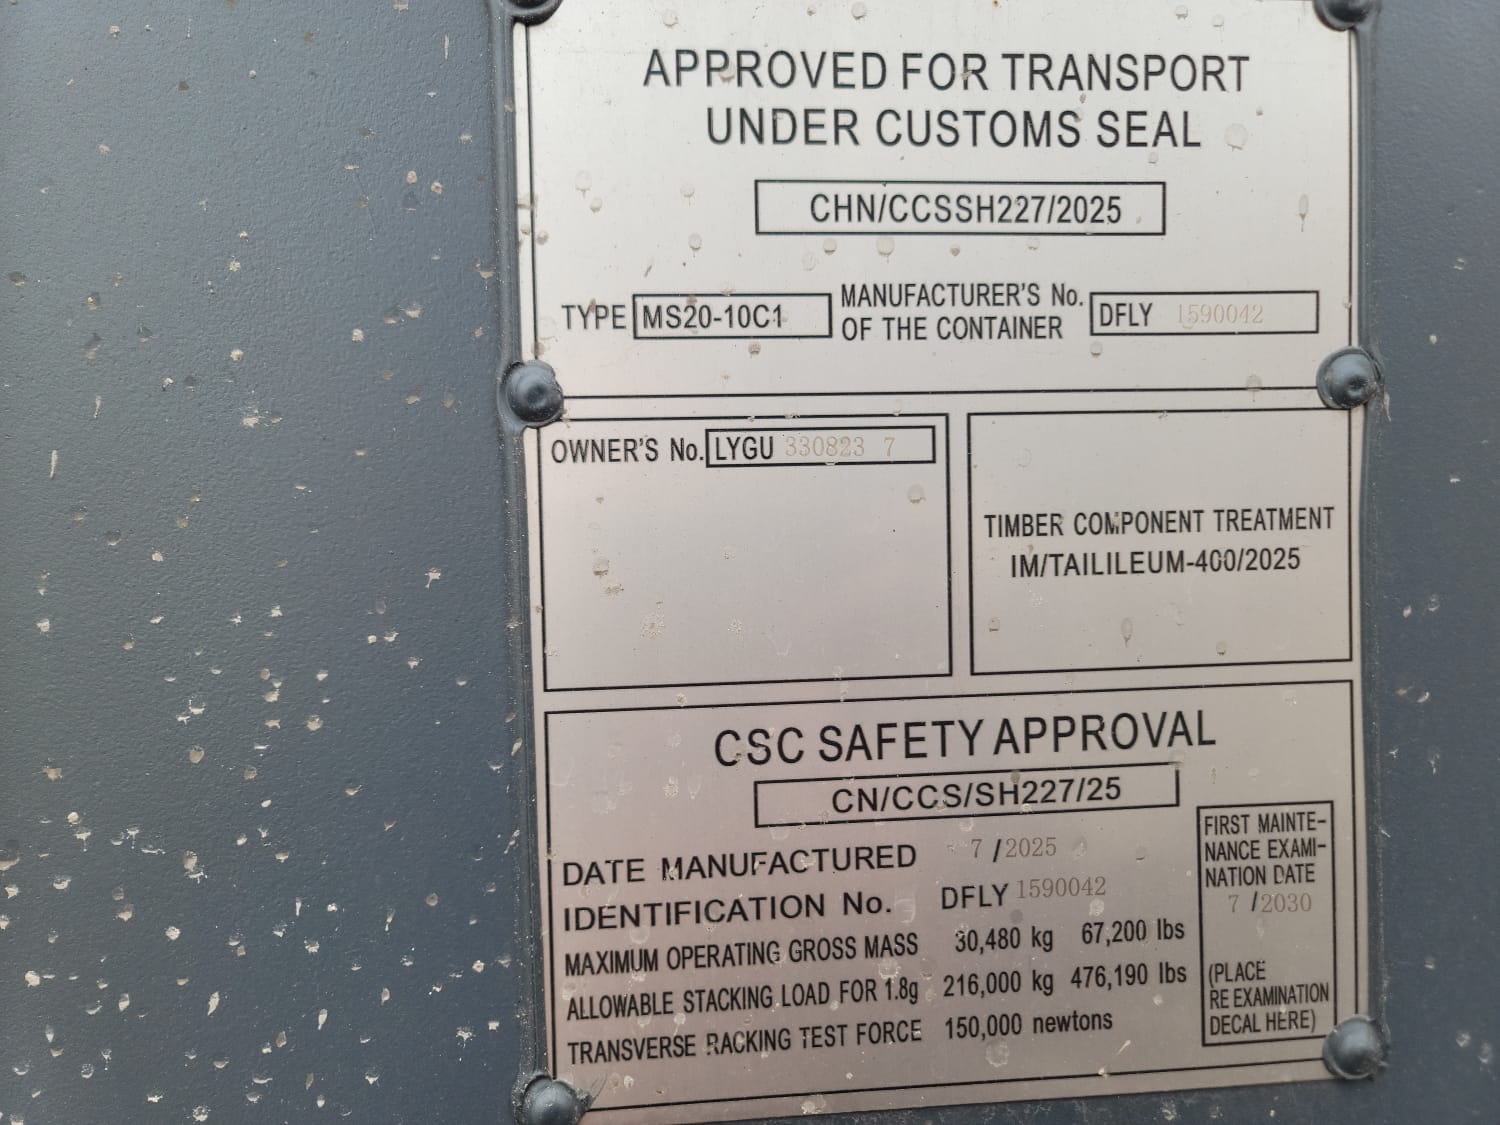 APPROVED FOR TRANSPORT
UNDER CUSTOMS SEAL
CHN/CCSSH227/2025
TYPE MS20-10C1
MANUFACTURER'S No.
OF THE CONTAINER
DFLY 1590042
OWNER'S No. LYGU 330823 7
TIMBER COMPONENT TREATMENT
IM/TAILILEUM-400/2025
CSC SAFETY APPROVAL
CN/CCS/SH227/25
DATE MANUFACTURED 7 /2025
IDENTIFICATION No. DFLY 1590042
MAXIMUM OPERATING GROSS MASS 30,480 kg 67,200 lbs
ALLOWABLE STACKING LOAD FOR 1.8g 216,000 kg 476,190 lbs
TRANSVERSE RACKING TEST FORCE 150,000 newtons
FIRST MAINTE-
NANCE EXAMI-
NATION DATE
7 /2030
(PLACE
RE EXAMINATION
DECAL HERE)